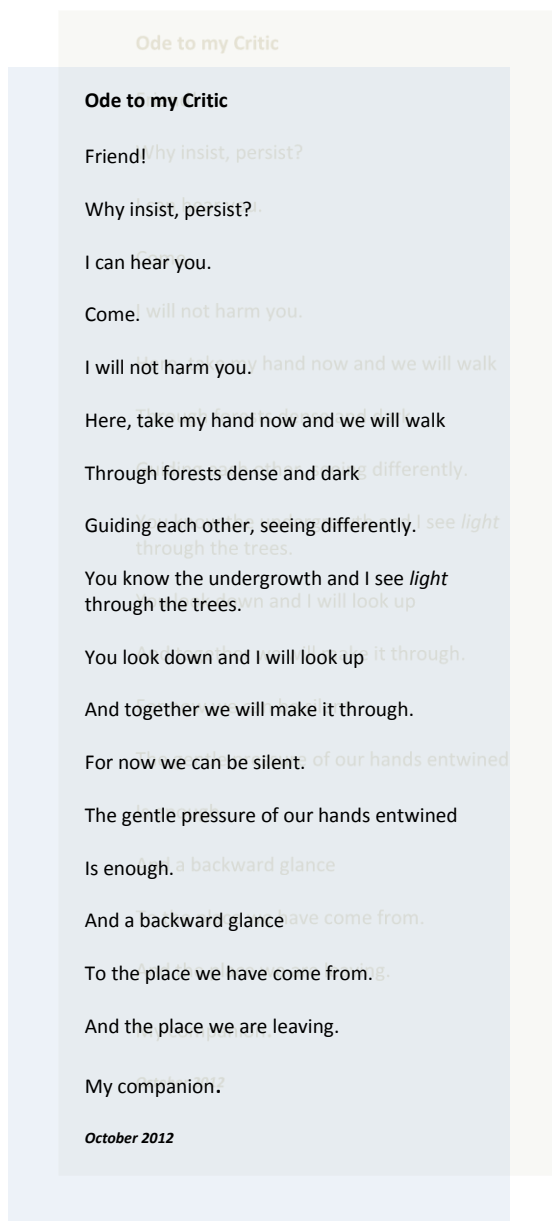 Ode to my Critic
Friend!
Why insist, persist?
I can hear you.
Come.
I will not harm you.
Here, take my hand now and we will walk
Through forests dense and dark
Guiding each other, seeing differently.
You know the undergrowth and I see light
through the trees.
You look down and I will look up
And together we will make it through.
For now we can be silent.
The gentle pressure of our hands entwined
Is enough.
And a backward glance
To the place we have come from.
And the place we are leaving.
My companion.
October 2012